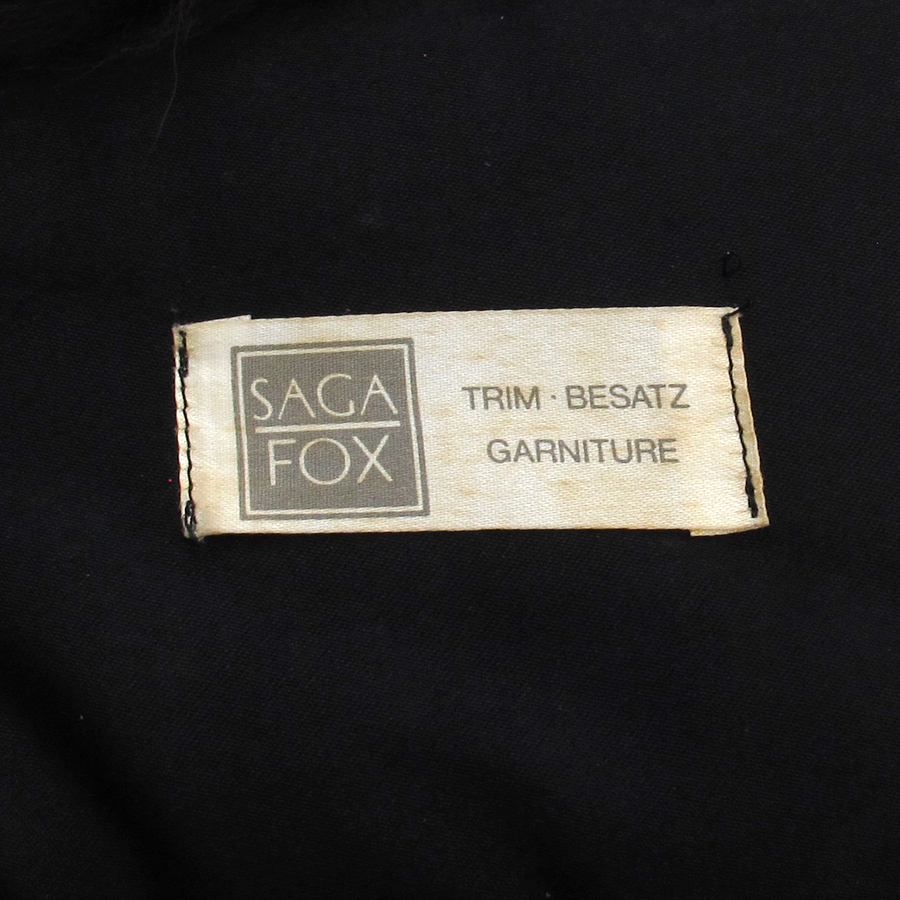 SAGA
FOX
TRIM · BESATZ
GARNITURE